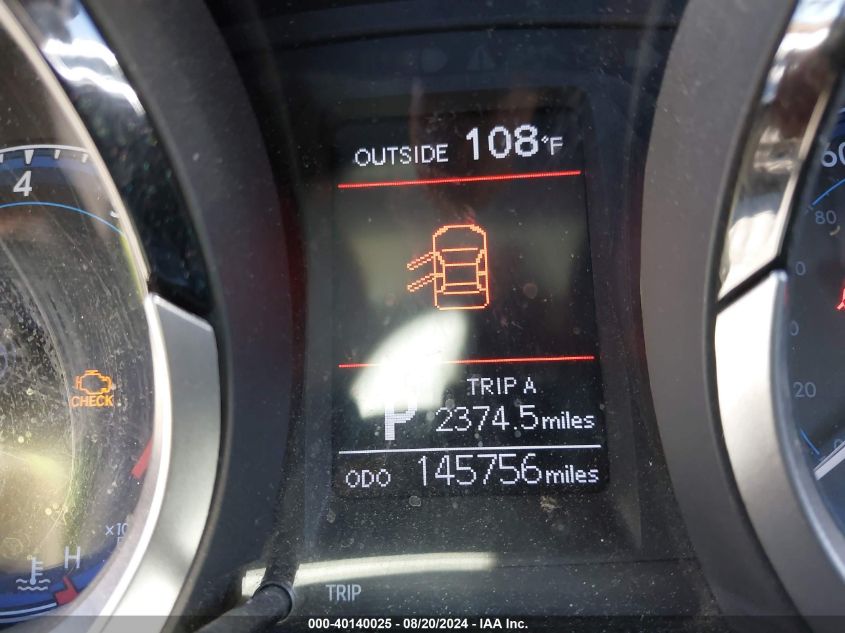 OUTSIDE 108°F
4
CHECK
TRIP A
P 2374.5 miles
ODO 145756 miles
H
TRIP
60
80
20
000-40140025 - 08/20/2024 - IAA Inc.